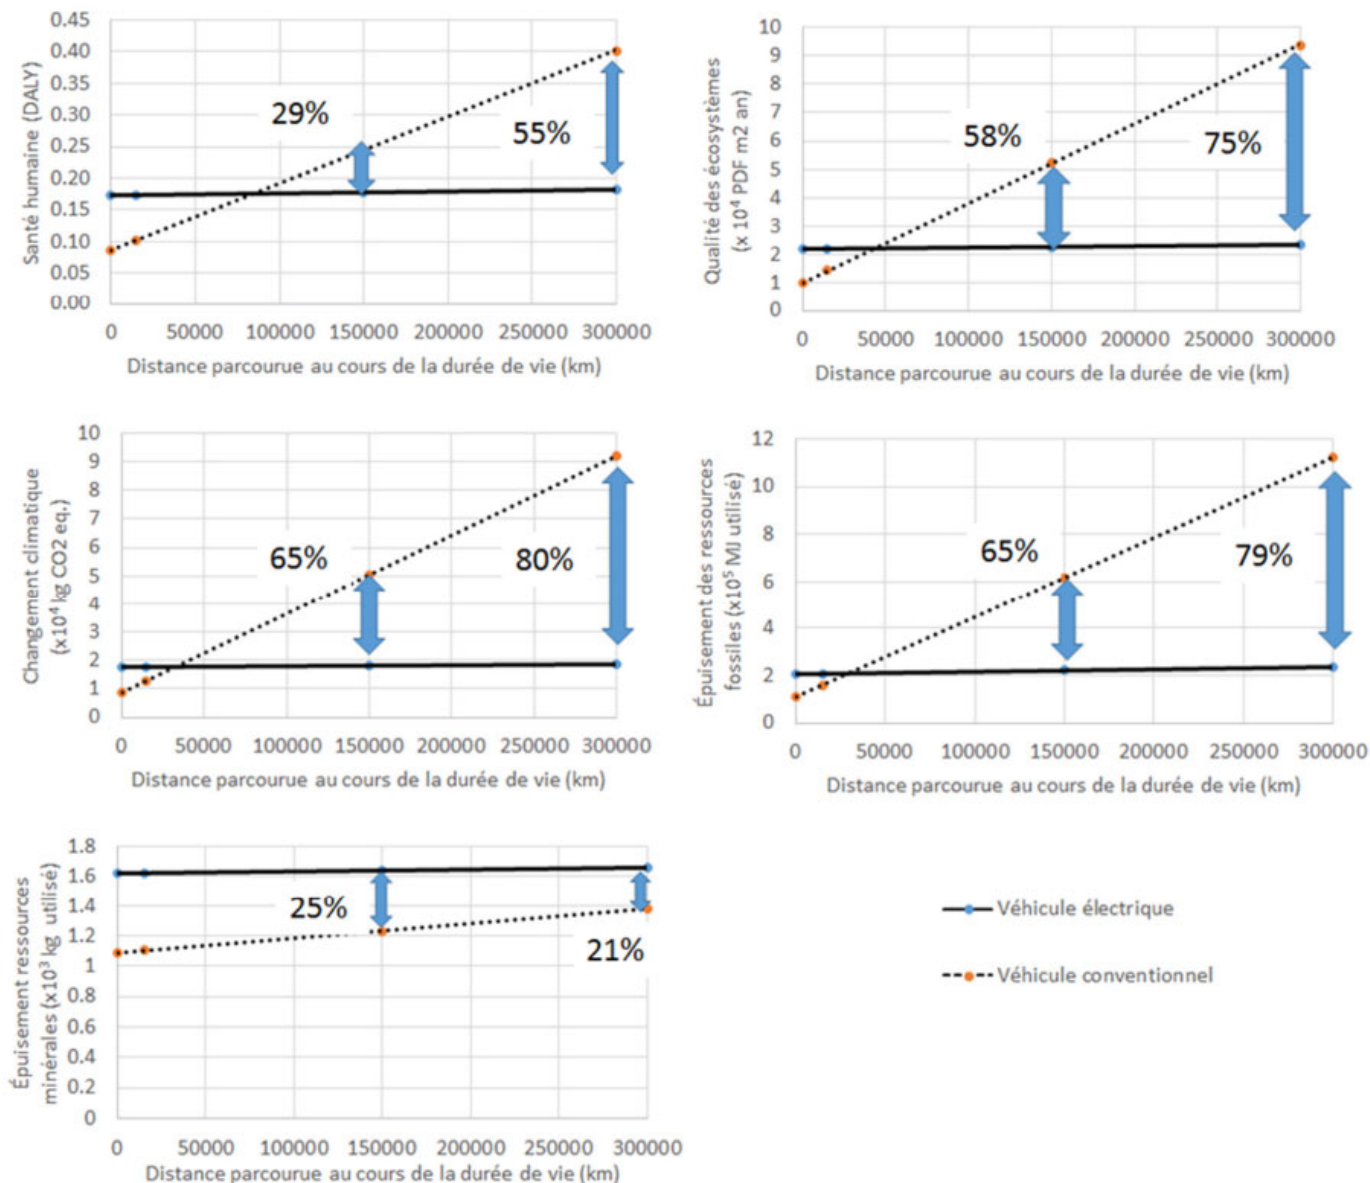 Santé humaine (DALY)
0.45
0.40
0.35
0.30
0.25
0.20
0.15
0.10
0.05
0.00
29%
55%
0 50000 100000 150000 200000 250000 300000
Distance parcourue au cours de la durée de vie (km)
Qualité des écosystèmes
(x 10⁴ PDF m2 an)
10
9
8
7
6
5
4
3
2
1
0
58%
75%
0 50000 100000 150000 200000 250000 300000
Distance parcourue au cours de la durée de vie (km)
Changement climatique
(x10⁴ kg CO2 eq.)
10
9
8
7
6
5
4
3
2
1
0
65%
80%
0 50000 100000 150000 200000 250000 300000
Distance parcourue au cours de la durée de vie (km)
Épuisement des ressources
fossiles (x10⁵ MJ utilisé)
12
10
8
6
4
2
0
65%
79%
0 50000 100000 150000 200000 250000 300000
Distance parcourue au cours de la durée de vie (km)
Épuisement ressources
minérales (x10³ kg utilisé)
1.8
1.6
1.4
1.2
1
0.8
0.6
0.4
0.2
0
25%
21%
0 50000 100000 150000 200000 250000 300000
Distance parcourue au cours de la durée de vie (km)
Véhicule électrique
Véhicule conventionnel